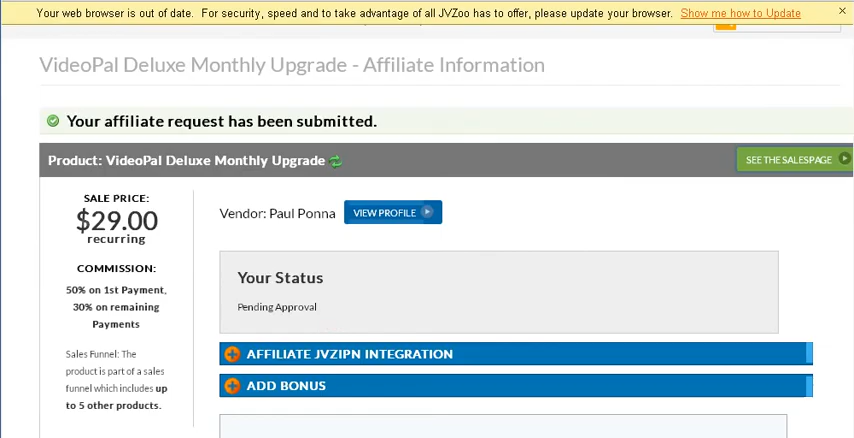 Your web browser is out of date. For security, speed and to take advantage of all JVZoo has to offer, please update your browser. Show me how to Update
VideoPal Deluxe Monthly Upgrade - Affiliate Information
Your affiliate request has been submitted.
Product: VideoPal Deluxe Monthly Upgrade
SEE THE SALESPAGE
SALE PRICE:
$29.00
recurring
COMMISSION:
50% on 1st Payment,
30% on remaining
Payments
Sales Funnel: The
product is part of a sales
funnel which includes up
to 5 other products.
Vendor: Paul Ponna
VIEW PROFILE
Your Status
Pending Approval
AFFILIATE JVZIPN INTEGRATION
ADD BONUS